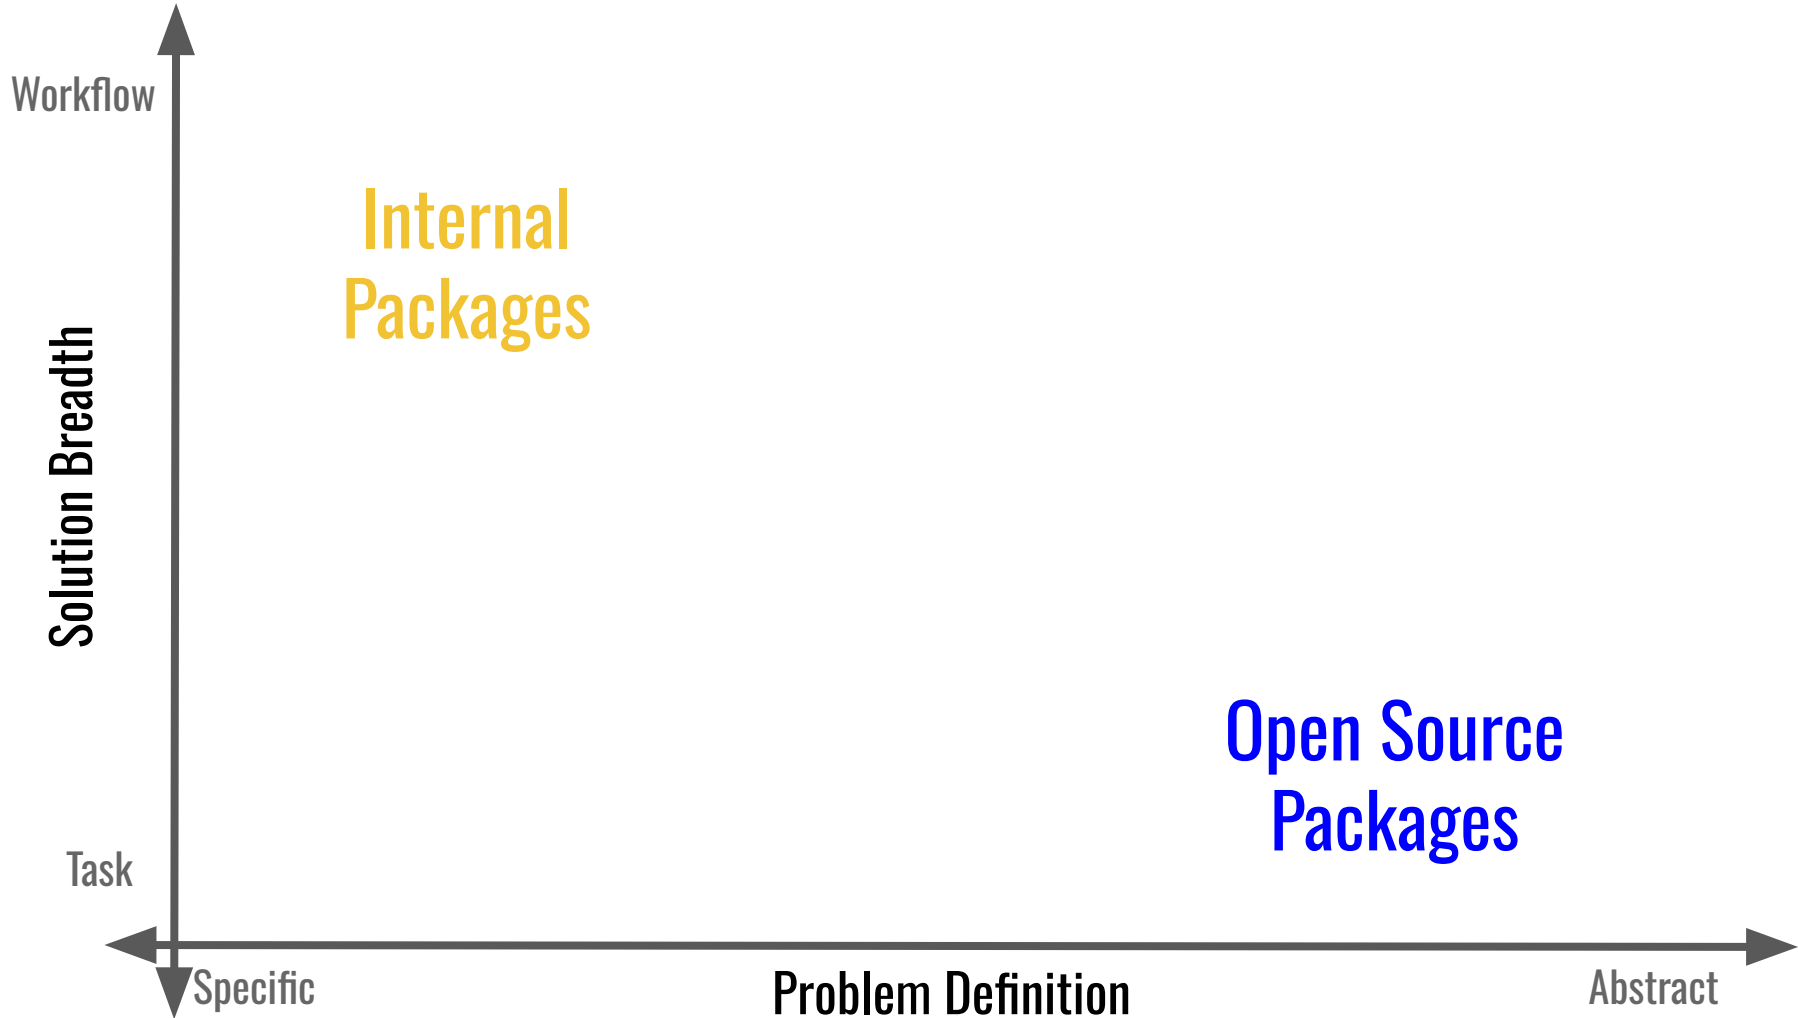 Workflow
Internal
Packages
Solution Breadth
Open Source
Packages
Task
Specific
Problem Definition
Abstract